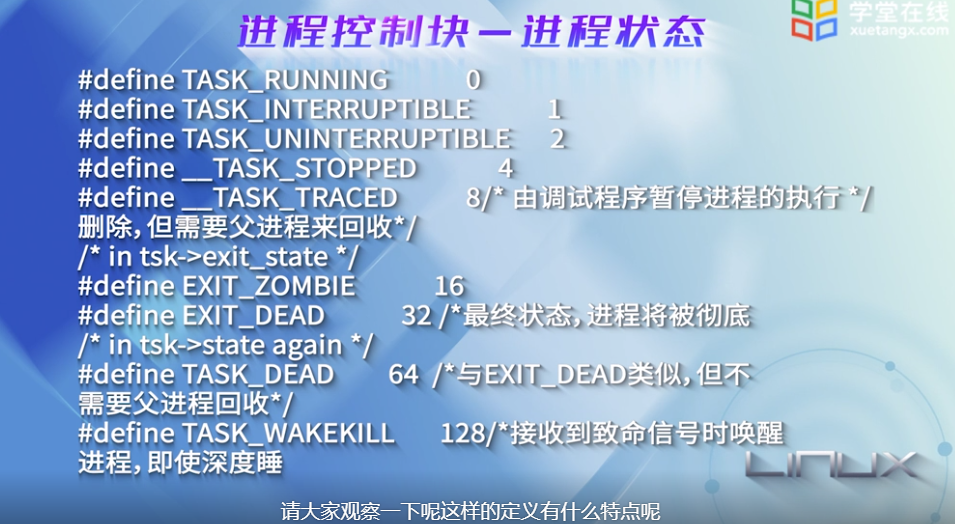 进程控制块—进程状态
学堂在线
xuetangx.com
#define TASK_RUNNING 0
#define TASK_INTERRUPTIBLE 1
#define TASK_UNINTERRUPTIBLE 2
#define __TASK_STOPPED 4
#define __TASK_TRACED 8/* 由调试程序暂停进程的执行 */
删除,但需要父进程来回收*/
/* in tsk->exit_state */
#define EXIT_ZOMBIE 16
#define EXIT_DEAD 32 /*最终状态,进程将被彻底
/* in tsk->state again */
#define TASK_DEAD 64 /*与EXIT_DEAD类似,但不
需要父进程回收*/
#define TASK_WAKEKILL 128/*接收到致命信号时唤醒
进程,即使深度睡
LINUX
请大家观察一下呢这样的定义有什么特点呢